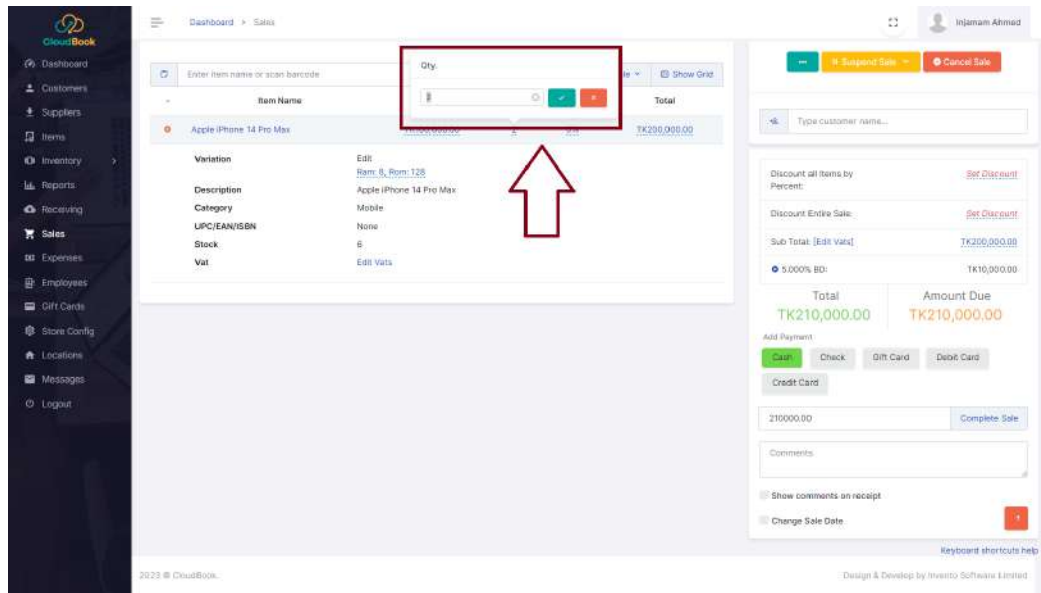 CloudBook
Dashboard > Sales
Injamam Ahmed
Dashboard
Customers
Suppliers
Items
Inventory >
Reports
Receiving
Sales
Expenses
Employees
Gift Cards
Store Config
Locations
Messages
Logout
Enter item name or scan barcode
Show Grid
Qty.
Item Name
Total
Apple iPhone 14 Pro Max
TK200,000.00
Variation
Edit
Ram: 8, Rom: 128
Description
Apple iPhone 14 Pro Max
Category
Mobile
UPC/EAN/ISBN
None
Stock
6
Vat
Edit Vats
Suspend Sale
Cancel Sale
Type customer name...
Discount all Items by Percent:
Set Discount
Discount Entire Sale:
Set Discount
Sub Total: [Edit Vats]
TK200,000.00
5.000% BD:
TK10,000.00
Total
Amount Due
TK210,000.00
TK210,000.00
Add Payment
Cash
Check
Gift Card
Debit Card
Credit Card
210000.00
Complete Sale
Comments
Show comments on receipt
Change Sale Date
Keyboard shortcuts help
2023 © CloudBook.
Design & Develop by Invento Software Limited